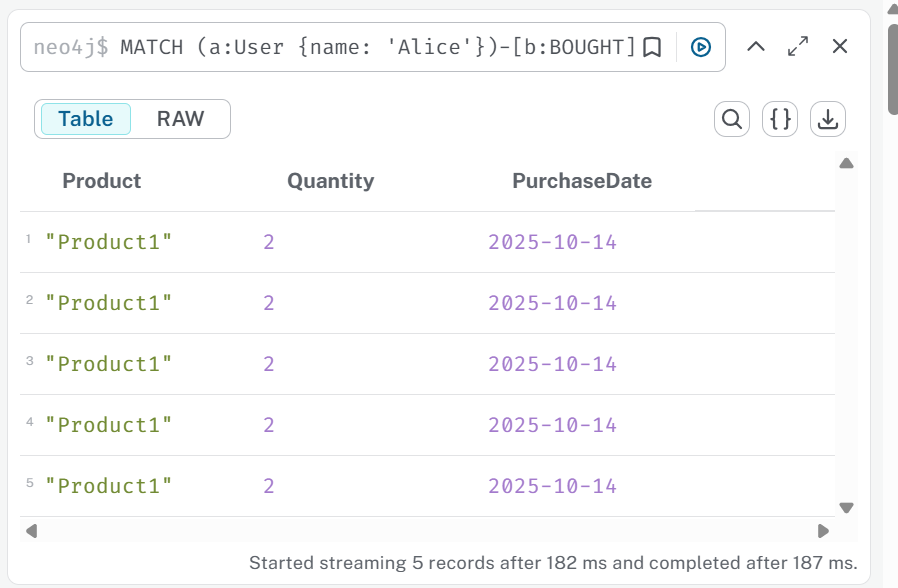 neo4j$ MATCH (a:User {name: 'Alice'})-[b:BOUGHT]
Table RAW
{}
Product Quantity PurchaseDate
1 "Product1" 2 2025-10-14
2 "Product1" 2 2025-10-14
3 "Product1" 2 2025-10-14
4 "Product1" 2 2025-10-14
5 "Product1" 2 2025-10-14
Started streaming 5 records after 182 ms and completed after 187 ms.